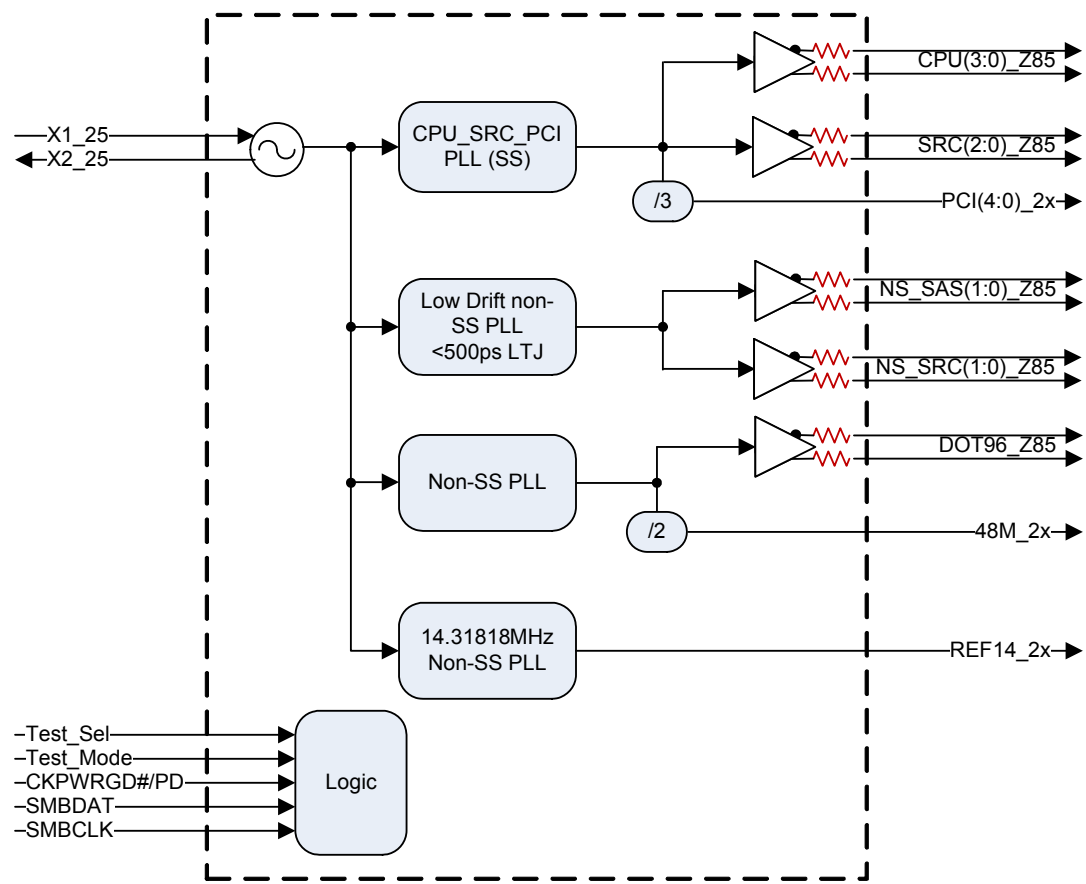 X1_25
X2_25
CPU_SRC_PCI
PLL (SS)
/3
CPU(3:0)_Z85
SRC(2:0)_Z85
PCI(4:0)_2x
Low Drift non-
SS PLL
<500ps LTJ
NS_SAS(1:0)_Z85
NS_SRC(1:0)_Z85
Non-SS PLL
/2
DOT96_Z85
48M_2x
14.31818MHz
Non-SS PLL
REF14_2x
Test_Sel
Test_Mode
CKPWRGD#/PD
SMBDAT
SMBCLK
Logic